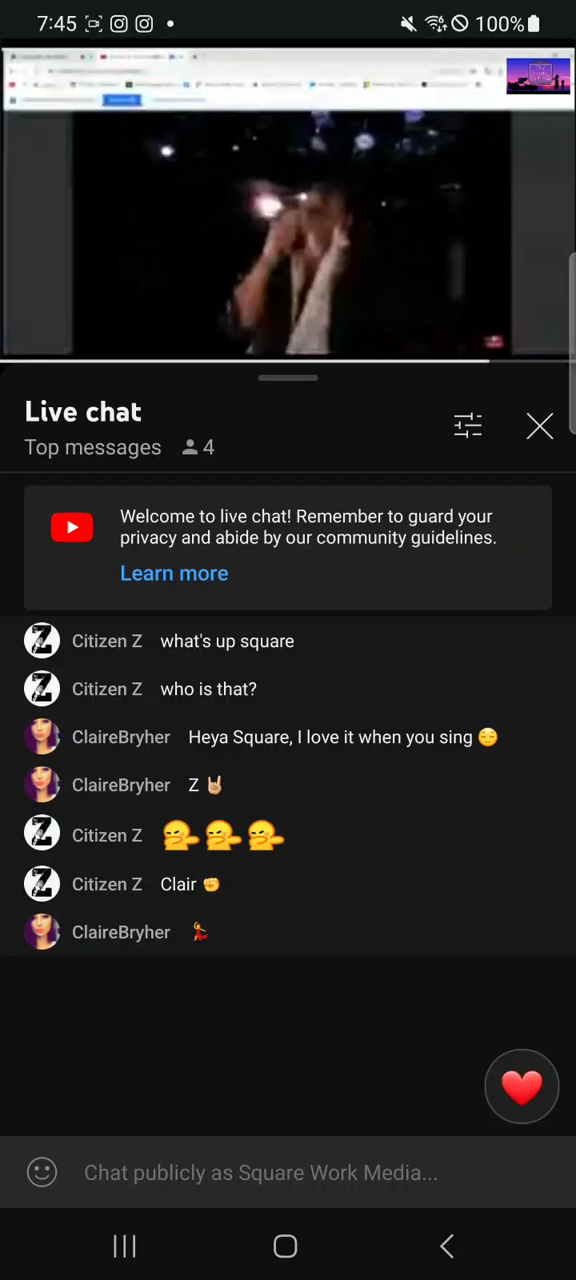 7:45
100%
Live chat
Top messages 4
Welcome to live chat! Remember to guard your
privacy and abide by our community guidelines.
Learn more
Citizen Z what's up square
Citizen Z who is that?
ClaireBryher Heya Square, I love it when you sing 😌
ClaireBryher Z 🤘🏼
Citizen Z
Citizen Z Clair ✊
ClaireBryher 💃
Chat publicly as Square Work Media...